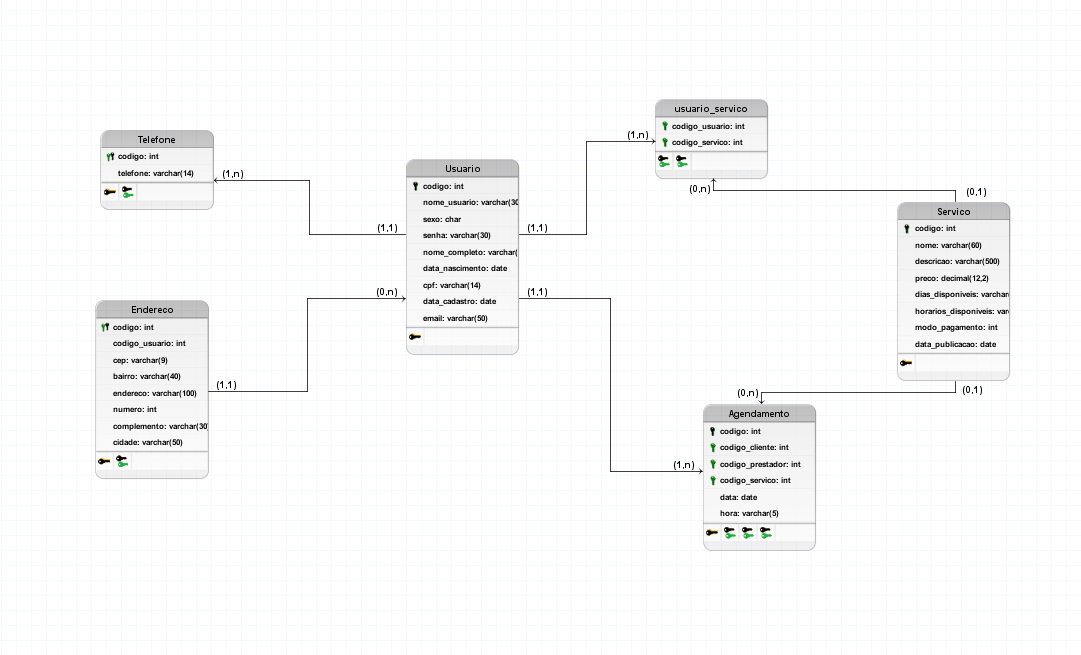 Telefone
codigo: int
telefone: varchar(14)
(1,n)
(1,1)
Usuario
codigo: int
nome_usuario: varchar(30
sexo: char
senha: varchar(30)
nome_completo: varchar(
data_nascimento: date
cpf: varchar(14)
data_cadastro: date
email: varchar(50)
(1,1)
(1,n)
usuario_servico
codigo_usuario: int
codigo_servico: int
(0,n)
(0,1)
Servico
codigo: int
nome: varchar(60)
descricao: varchar(500)
preco: decimal(12,2)
dias_disponiveis: varchar
horarios_disponiveis: var
modo_pagamento: int
data_publicacao: date
(0,1)
(0,n)
Endereco
codigo: int
codigo_usuario: int
cep: varchar(9)
bairro: varchar(40)
endereco: varchar(100)
numero: int
complemento: varchar(30)
cidade: varchar(50)
(1,1)
(0,n)
(1,1)
(1,n)
Agendamento
codigo: int
codigo_cliente: int
codigo_prestador: int
codigo_servico: int
data: date
hora: varchar(5)